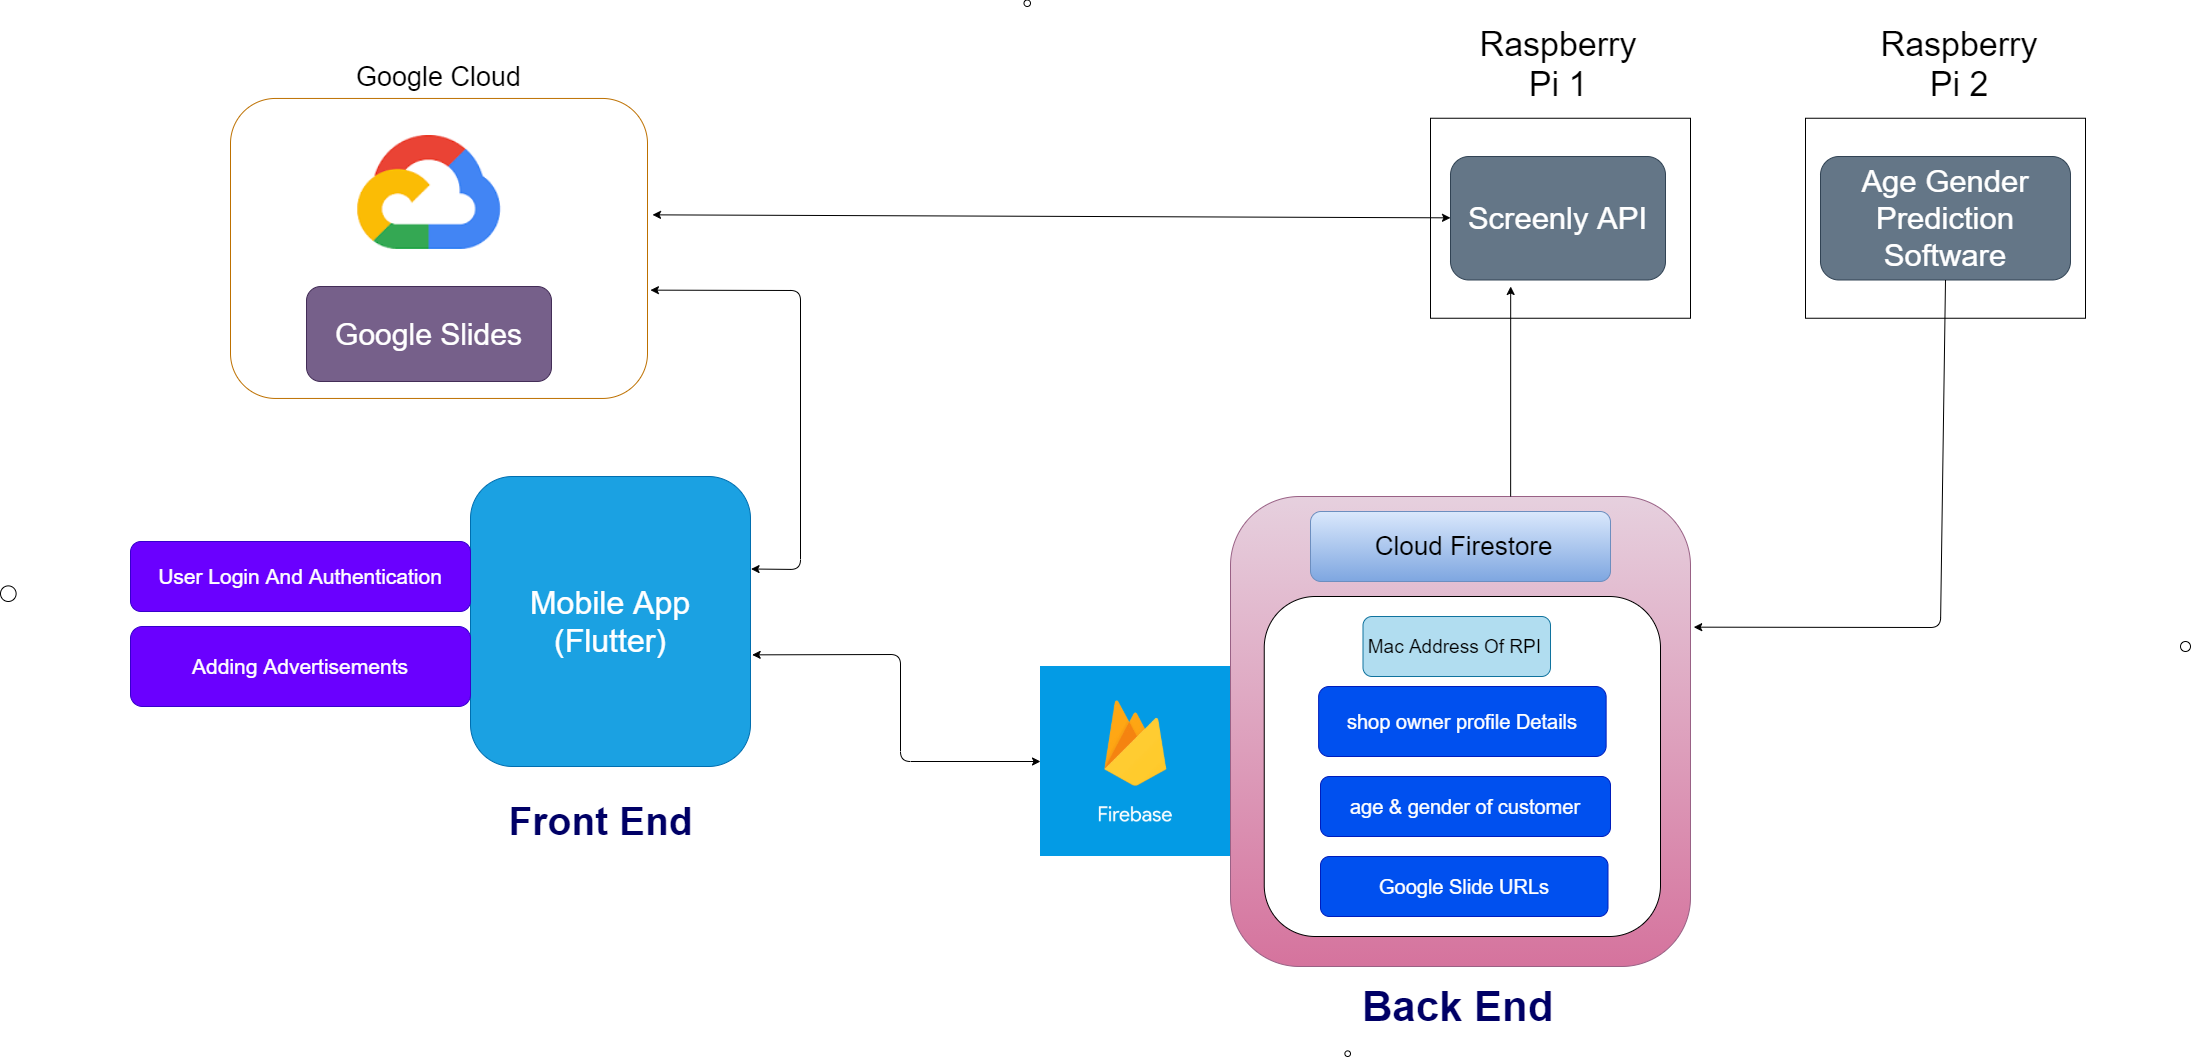 Google Cloud
Google Slides
Raspberry
Pi 1
Screenly API
Raspberry
Pi 2
Age Gender
Prediction
Software
User Login And Authentication
Adding Advertisements
Mobile App
(Flutter)
Front End
Firebase
Cloud Firestore
Mac Address Of RPI
shop owner profile Details
age & gender of customer
Google Slide URLs
Back End